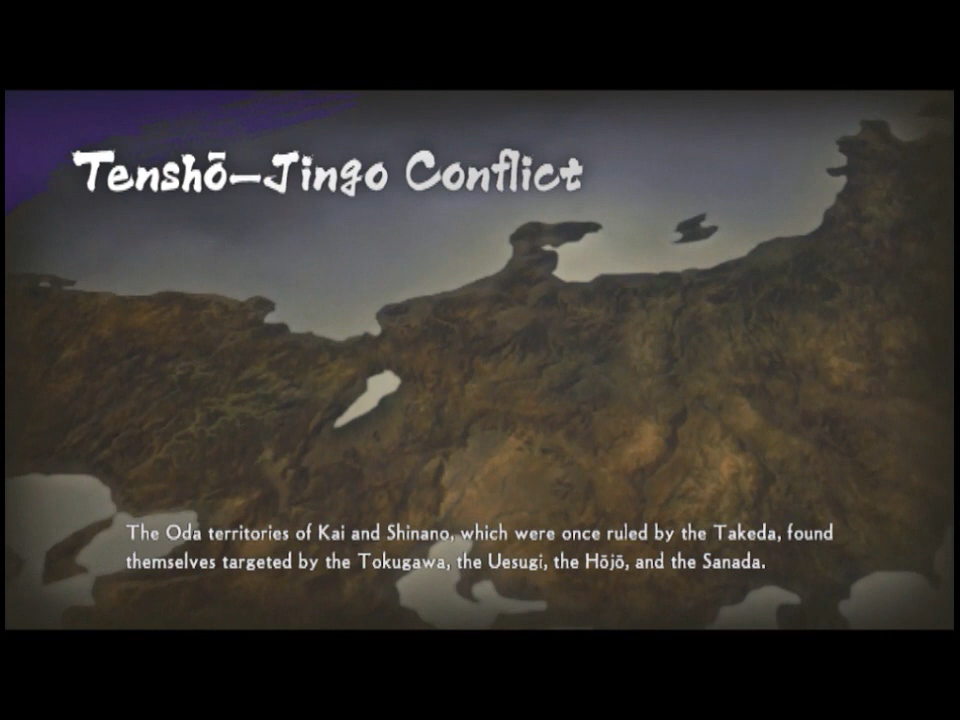 Tenshō–Jingo Conflict
The Oda territories of Kai and Shinano, which were once ruled by the Takeda, found
themselves targeted by the Tokugawa, the Uesugi, the Hōjō, and the Sanada.